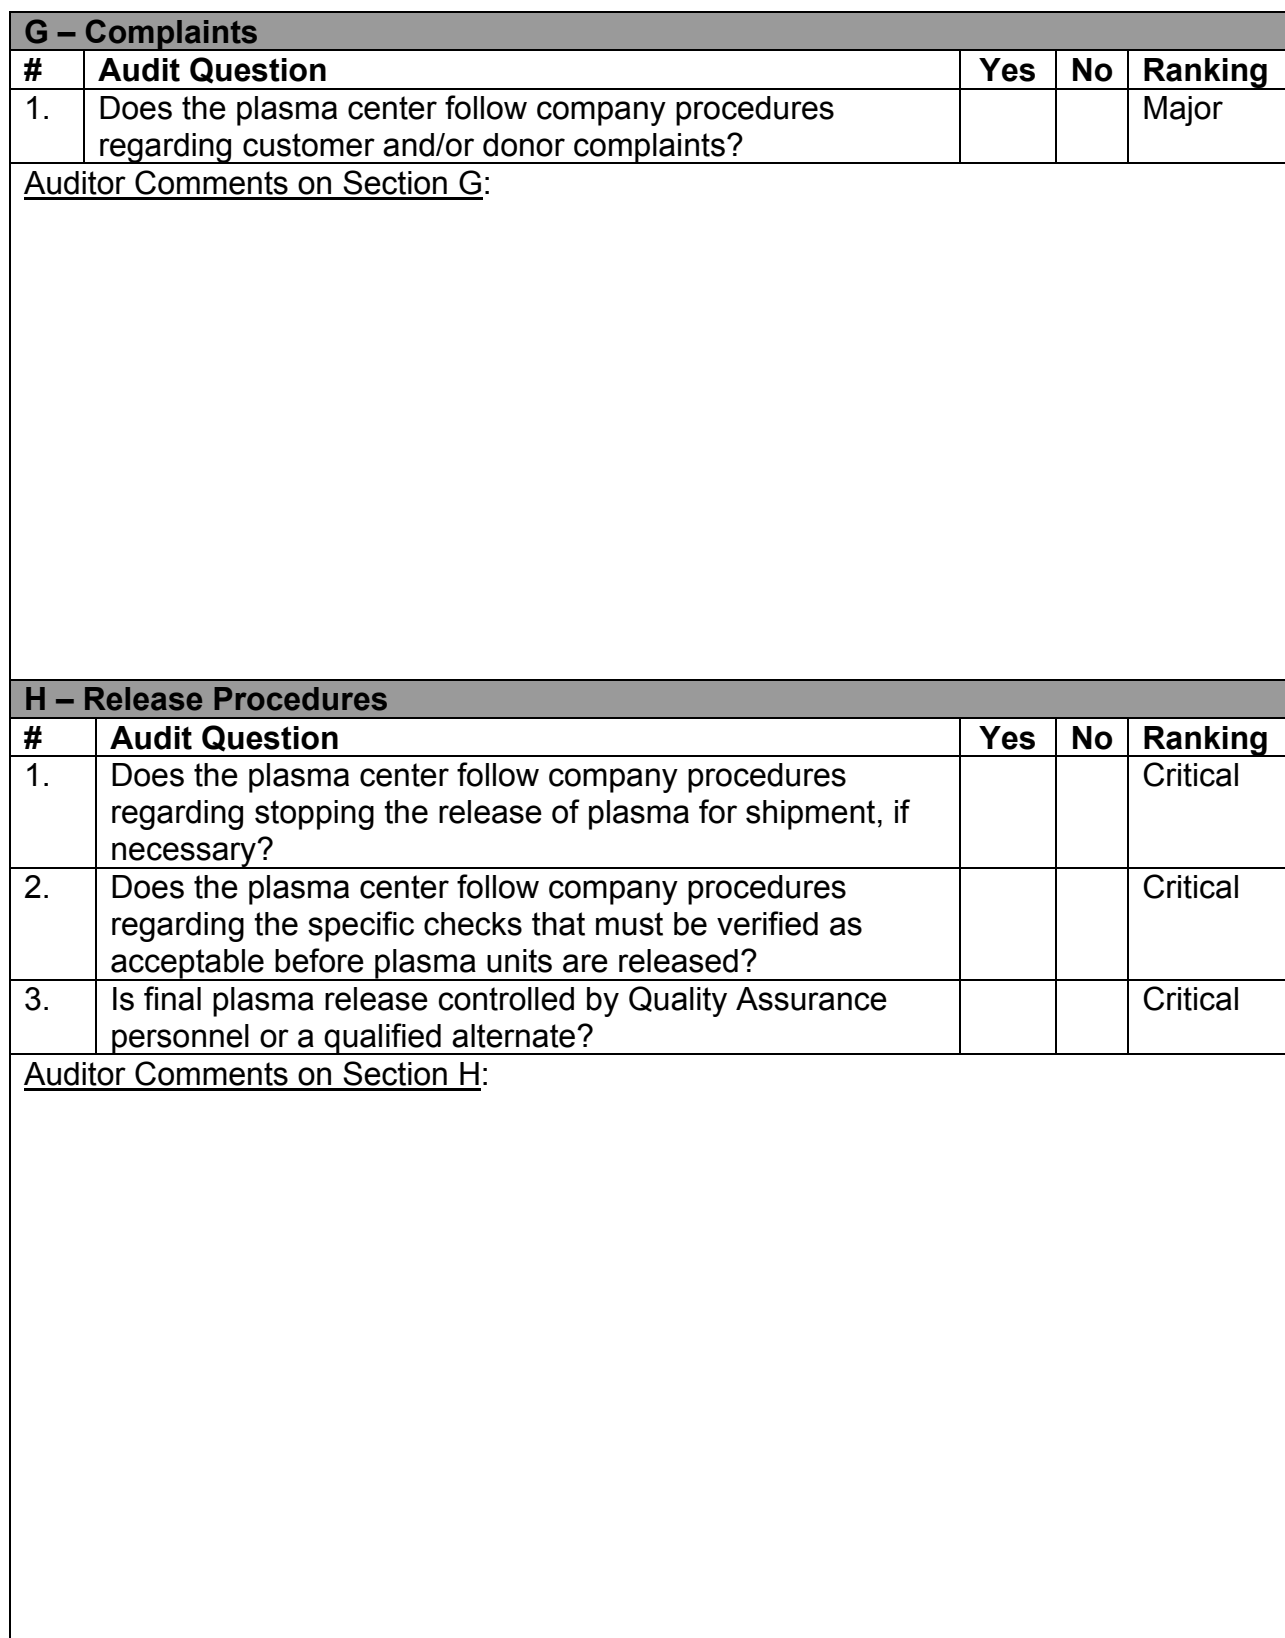 G – Complaints
# Audit Question Yes No Ranking
1. Does the plasma center follow company procedures Major
regarding customer and/or donor complaints?
Auditor Comments on Section G:
H – Release Procedures
# Audit Question Yes No Ranking
1. Does the plasma center follow company procedures Critical
regarding stopping the release of plasma for shipment, if
necessary?
2. Does the plasma center follow company procedures Critical
regarding the specific checks that must be verified as
acceptable before plasma units are released?
3. Is final plasma release controlled by Quality Assurance Critical
personnel or a qualified alternate?
Auditor Comments on Section H: